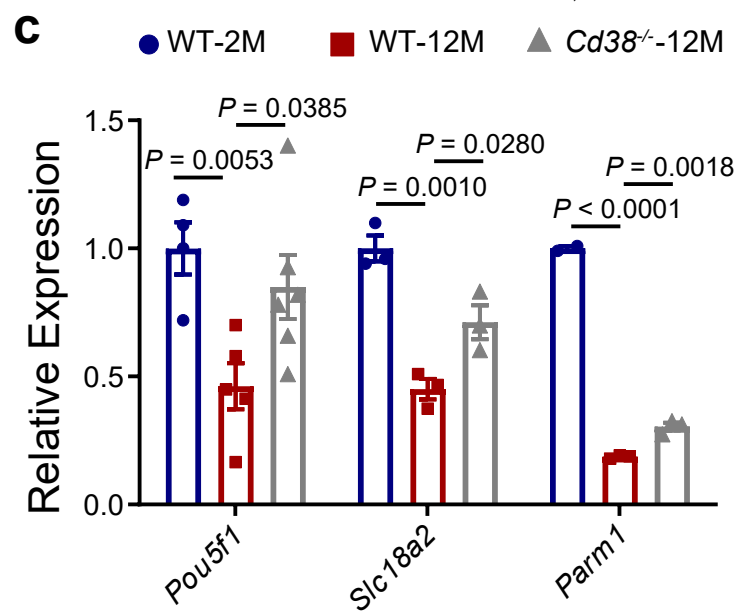 c
WT-2M WT-12M Cd38-/--12M
Relative Expression
1.5
1.0
0.5
0.0
P = 0.0053
P = 0.0385
P = 0.0010
P = 0.0280
P < 0.0001
P = 0.0018
Pou5f1
Slc18a2
Parm1